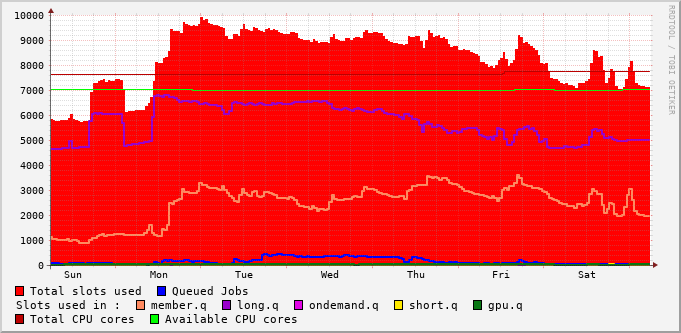 RRDTOOL / TOBI OETIKER
10000
9000
8000
7000
6000
5000
4000
3000
2000
1000
0
Sun Mon Tue Wed Thu Fri Sat
Total slots used Queued Jobs
Slots used in : member.q long.q ondemand.q short.q gpu.q
Total CPU cores Available CPU cores